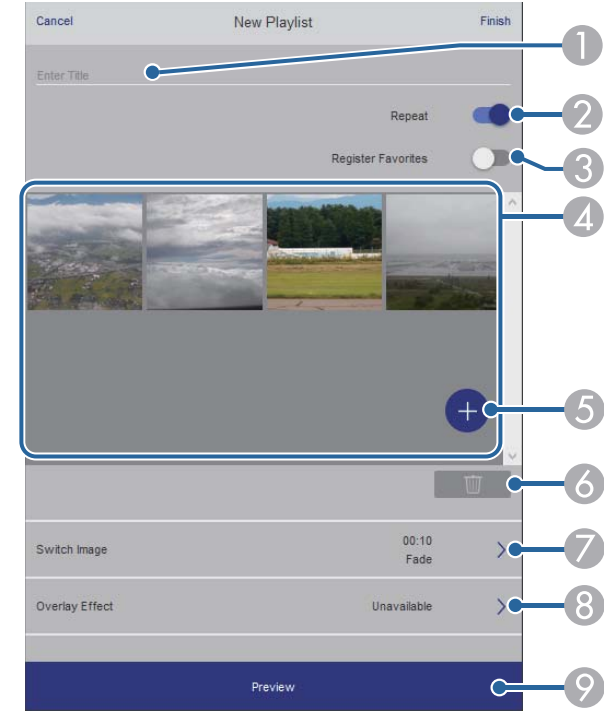 Cancel New Playlist Finish
1
Enter Title
Repeat
2
Register Favorites
3
4
5
6
Switch Image
00:10
Fade
7
Overlay Effect Unavailable
8
Preview
9